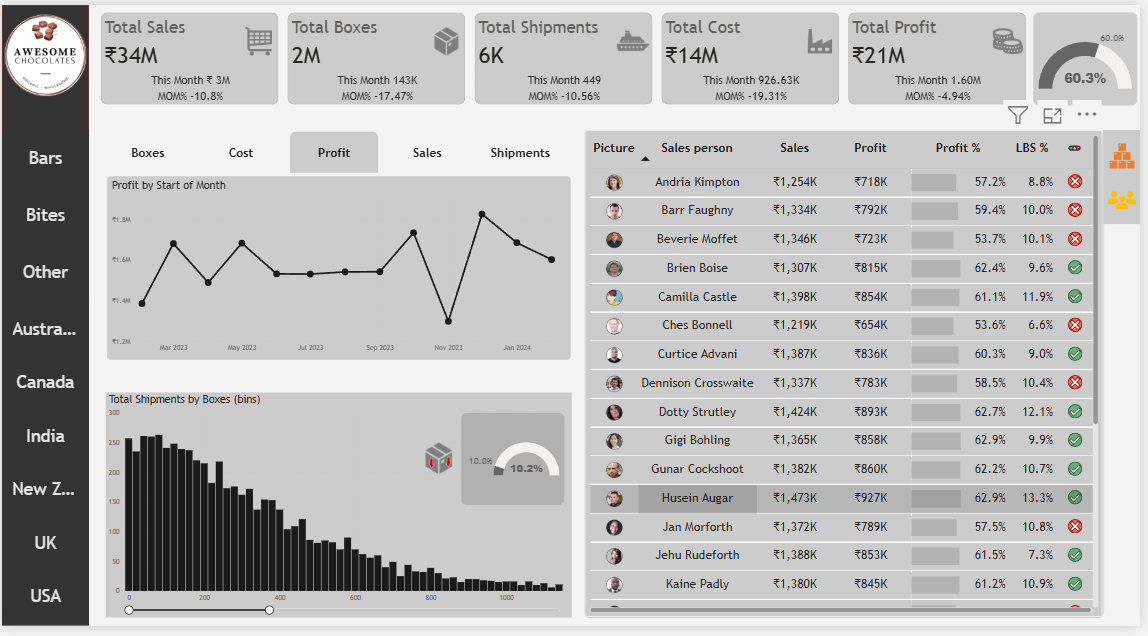 AWESOME
CHOCOLATES
Bars
Bites
Other
Austra...
Canada
India
New Z...
UK
USA
Total Sales
₹34M
This Month ₹ 3M
MOM% -10.8%
Total Boxes
2M
This Month 143K
MOM% -17.47%
Total Shipments
6K
This Month 449
MOM% -10.56%
Total Cost
₹14M
This Month 926.63K
MOM% -19.31%
Total Profit
₹21M
This Month 1.60M
MOM% -4.94%
60.0%
60.3%
Boxes Cost Profit Sales Shipments
Profit by Start of Month
₹1.8M
₹1.6M
₹1.4M
₹1.2M
Mar 2023 May 2023 Jul 2023 Sep 2023 Nov 2023 Jan 2024
Total Shipments by Boxes (bins)
300
250
200
150
100
50
0
0 200 400 600 800 1000
10.0%
10.2%
Picture Sales person Sales Profit Profit % LBS %
Andria Kimpton ₹1,254K ₹718K 57.2% 8.8%
Barr Faughny ₹1,334K ₹792K 59.4% 10.0%
Beverie Moffet ₹1,346K ₹723K 53.7% 10.1%
Brien Boise ₹1,307K ₹815K 62.4% 9.6%
Camilla Castle ₹1,398K ₹854K 61.1% 11.9%
Ches Bonnell ₹1,219K ₹654K 53.6% 6.6%
Curtice Advani ₹1,387K ₹836K 60.3% 9.0%
Dennison Crosswaite ₹1,337K ₹783K 58.5% 10.4%
Dotty Strutley ₹1,424K ₹893K 62.7% 12.1%
Gigi Bohling ₹1,365K ₹858K 62.9% 9.9%
Gunar Cockshoot ₹1,382K ₹860K 62.2% 10.7%
Husein Augar ₹1,473K ₹927K 62.9% 13.3%
Jan Morforth ₹1,372K ₹789K 57.5% 10.8%
Jehu Rudeforth ₹1,388K ₹853K 61.5% 7.3%
Kaine Padly ₹1,380K ₹845K 61.2% 10.9%